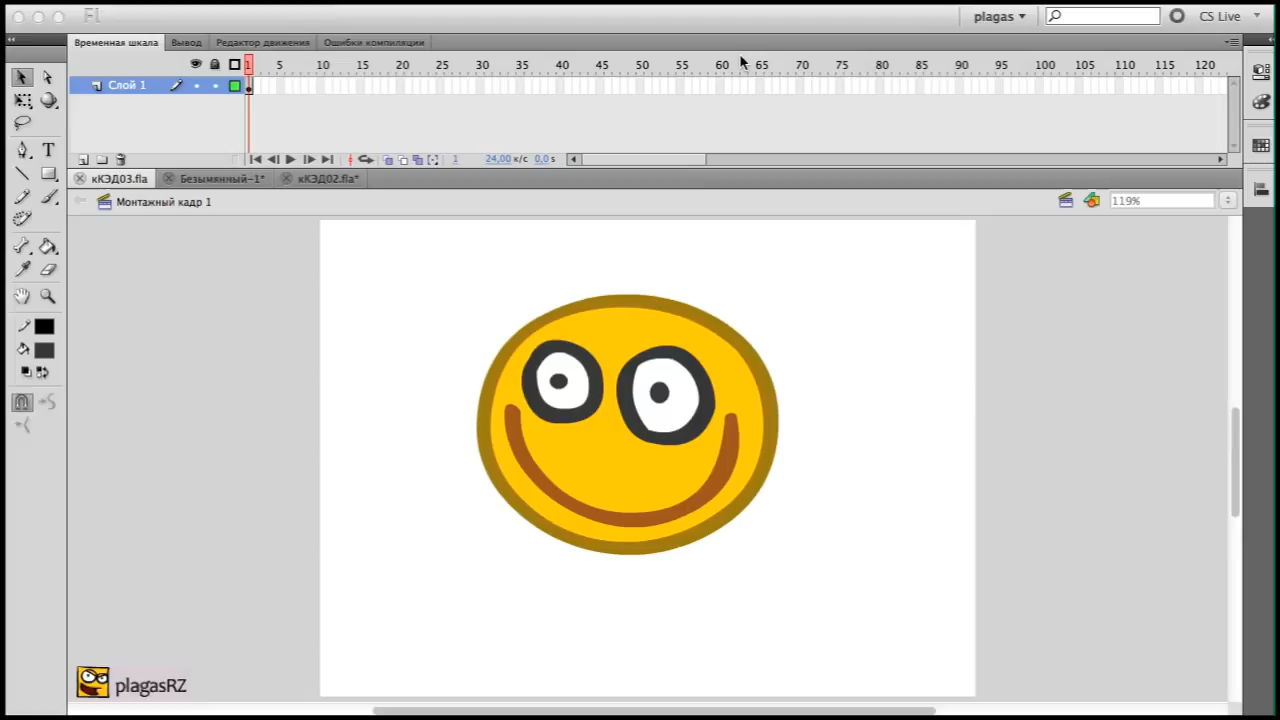 Fl
plagas
CS Live
Временная шкала Вывод Редактор движения Ошибки компиляции
1 5 10 15 20 25 30 35 40 45 50 55 60 65 70 75 80 85 90 95 100 105 110 115 120
Слой 1
T
1 24,00 к/с 0,0 s
кКЭД03.fla Безымянный-1* кКЭД02.fla*
Монтажный кадр 1
119%
plagasRZ